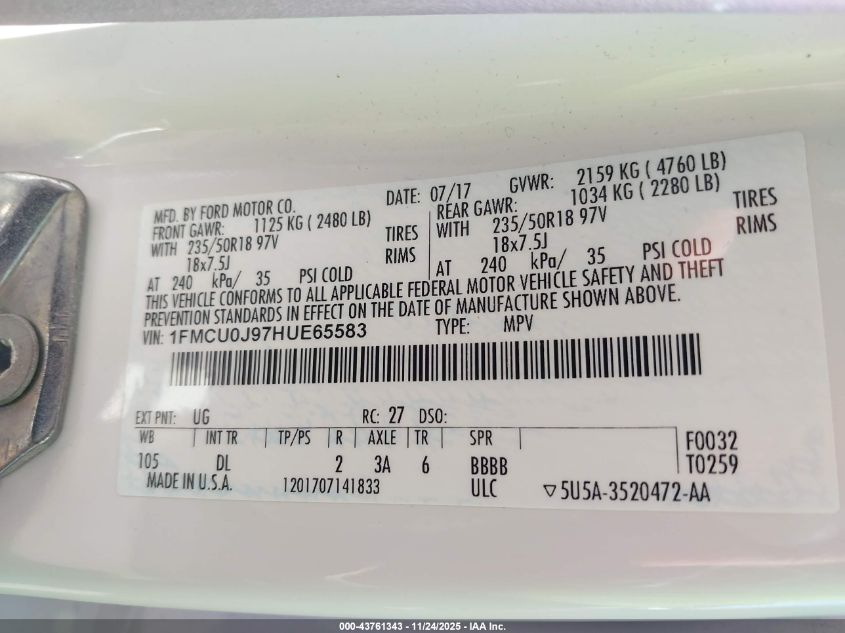 MFD. BY FORD MOTOR CO. DATE: 07/17 GVWR: 2159 KG ( 4760 LB)
FRONT GAWR: 1125 KG ( 2480 LB) REAR GAWR: 1034 KG ( 2280 LB)
WITH 235/50R18 97V TIRES WITH 235/50R18 97V TIRES
18x7.5J RIMS 18x7.5J RIMS
AT 240 kPa/ 35 PSI COLD AT 240 kPa/ 35 PSI COLD
THIS VEHICLE CONFORMS TO ALL APPLICABLE FEDERAL MOTOR VEHICLE SAFETY AND THEFT
PREVENTION STANDARDS IN EFFECT ON THE DATE OF MANUFACTURE SHOWN ABOVE.
VIN: 1FMCU0J97HUE65583 TYPE: MPV
EXT PNT: UG RC: 27 DSO:
WB INT TR TP/PS R AXLE TR SPR F0032
105 DL 2 3A 6 BBBB T0259
MADE IN U.S.A. 1201707141833 ULC ▽5U5A-3520472-AA
000-43761343 - 11/24/2025 - IAA Inc.